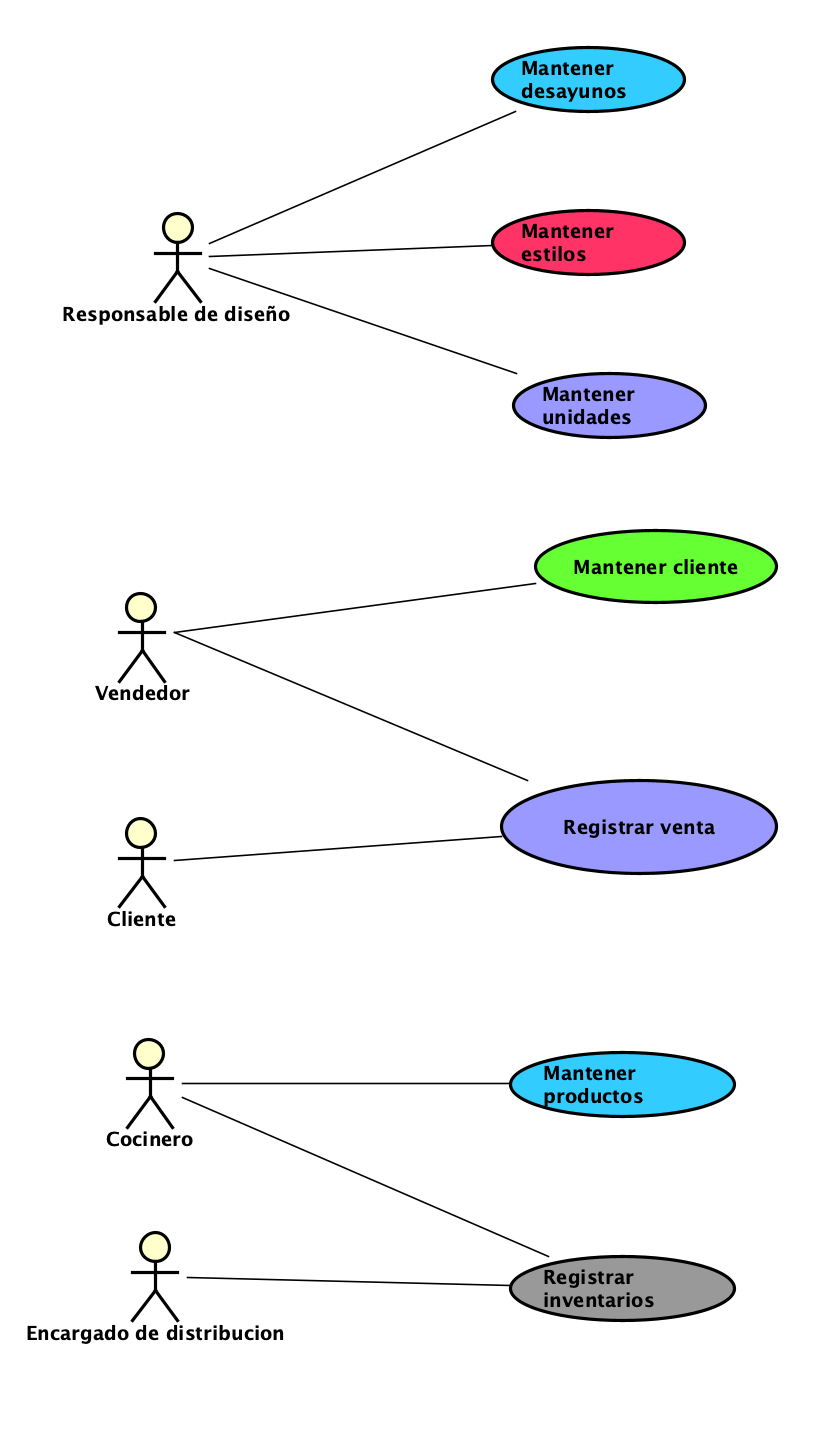 Mantener
desayunos
Mantener
estilos
Responsable de diseño
Mantener
unidades
Mantener cliente
Vendedor
Registrar venta
Cliente
Mantener
productos
Cocinero
Registrar
inventarios
Encargado de distribucion